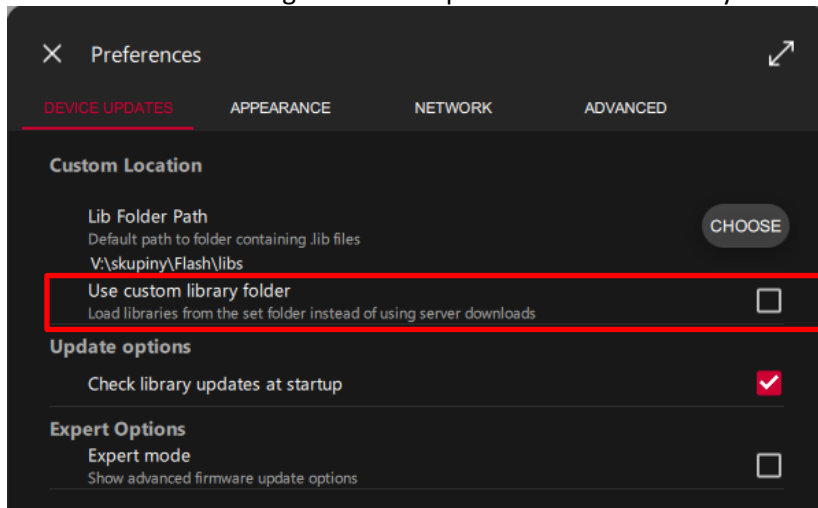 Preferences
DEVICE UPDATES APPEARANCE NETWORK ADVANCED
Custom Location
Lib Folder Path
Default path to folder containing .lib files
CHOOSE
V:\skupiny\Flash\libs
Use custom library folder
Load libraries from the set folder instead of using server downloads
Update options
Check library updates at startup
Expert Options
Expert mode
Show advanced firmware update options